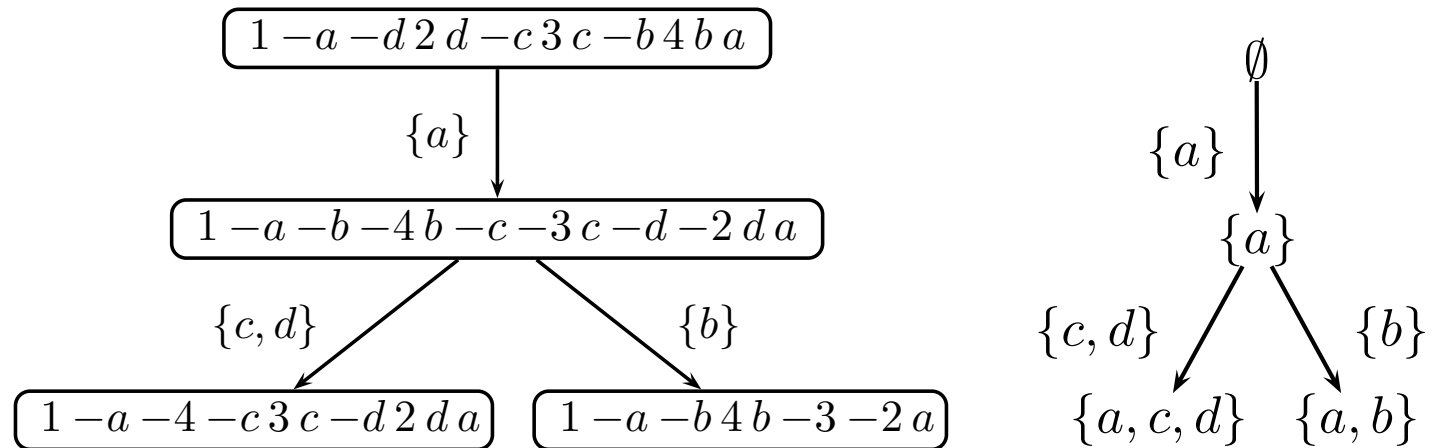 1 −a −d 2 d −c 3 c −b 4 b a
∅
{a}
{a}
1 −a −b −4 b −c −3 c −d −2 d a
{a}
{c, d}
{b}
{c, d}
{b}
1 −a −4 −c 3 c −d 2 d a
1 −a −b 4 b −3 −2 a
{a, c, d}
{a, b}